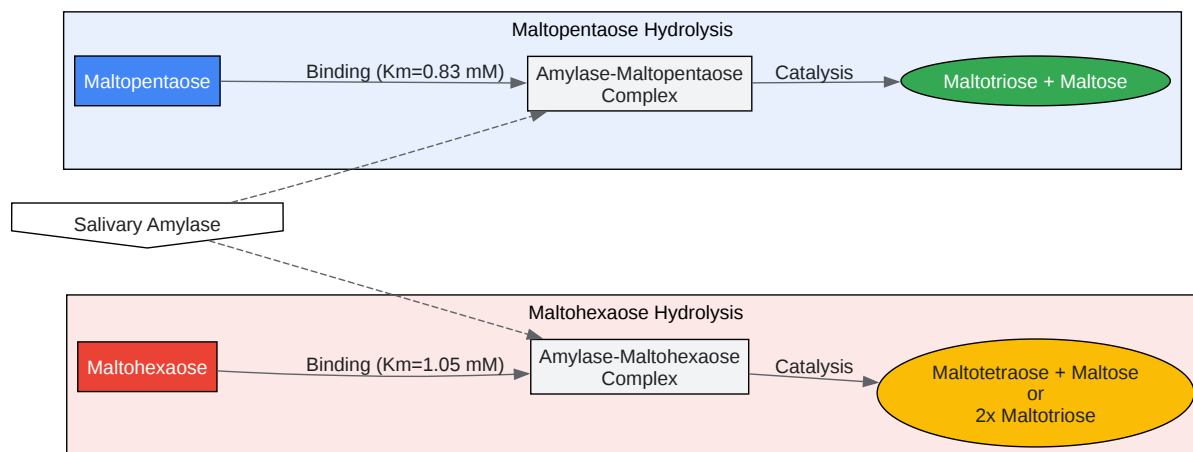 Maltopentaose Hydrolysis
Maltopentaose
Binding (Km=0.83 mM)
Amylase-Maltopentaose
Complex
Catalysis
Maltotriose + Maltose
Salivary Amylase
Maltohexaose Hydrolysis
Maltohexaose
Binding (Km=1.05 mM)
Amylase-Maltohexaose
Complex
Catalysis
Maltotetraose + Maltose
or
2x Maltotriose